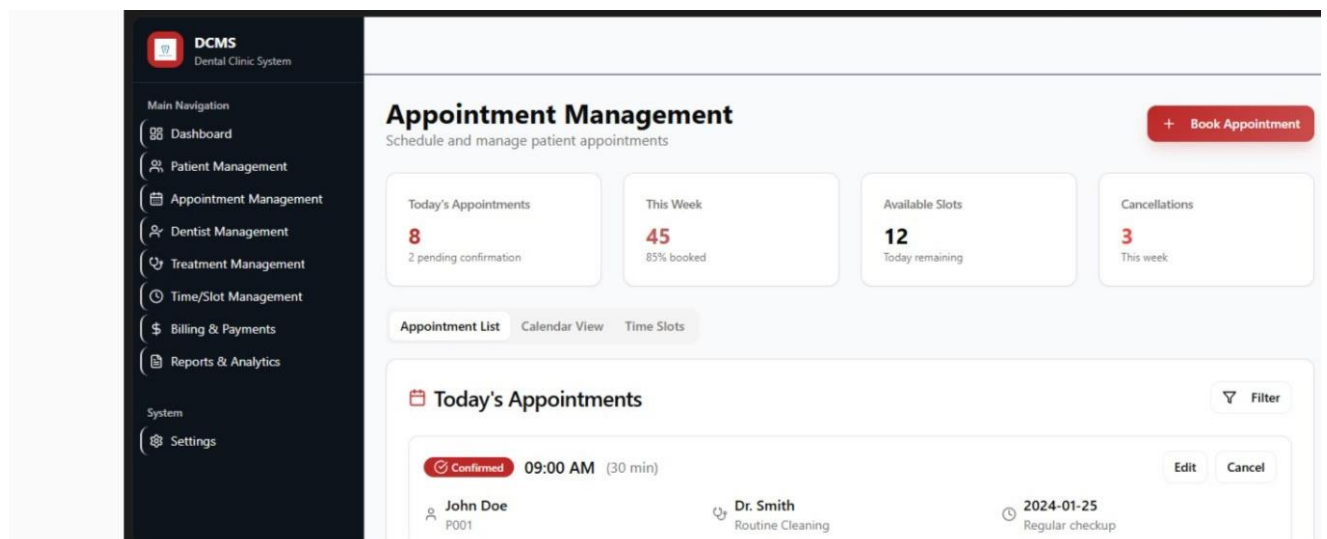 DCMS
Dental Clinic System
Main Navigation
Dashboard
Patient Management
Appointment Management
Dentist Management
Treatment Management
Time/Slot Management
$ Billing & Payments
Reports & Analytics
System
Settings
Appointment Management
Schedule and manage patient appointments
+ Book Appointment
Today's Appointments
8
2 pending confirmation
This Week
45
85% booked
Available Slots
12
Today remaining
Cancellations
3
This week
Appointment List Calendar View Time Slots
Today's Appointments
Filter
Confirmed 09:00 AM (30 min)
Edit Cancel
John Doe
P001
Dr. Smith
Routine Cleaning
2024-01-25
Regular checkup